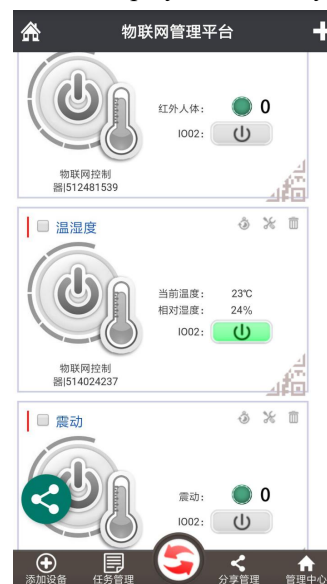 物联网管理平台
红外人体： 0
IO02：
物联网控制
器|512481539
温湿度
当前温度： 23℃
相对湿度： 24%
IO02：
物联网控制
器|514024237
震动
震动： 0
IO02：
添加设备 任务管理 分享管理 管理中心